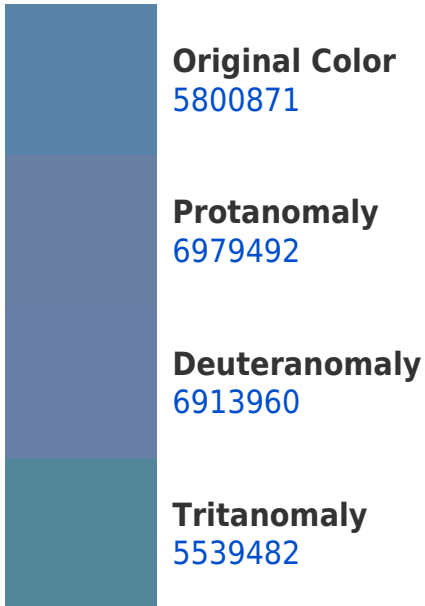 Original Color
5800871
Protanomaly
6979492
Deuteranomaly
6913960
Tritanomaly
5539482